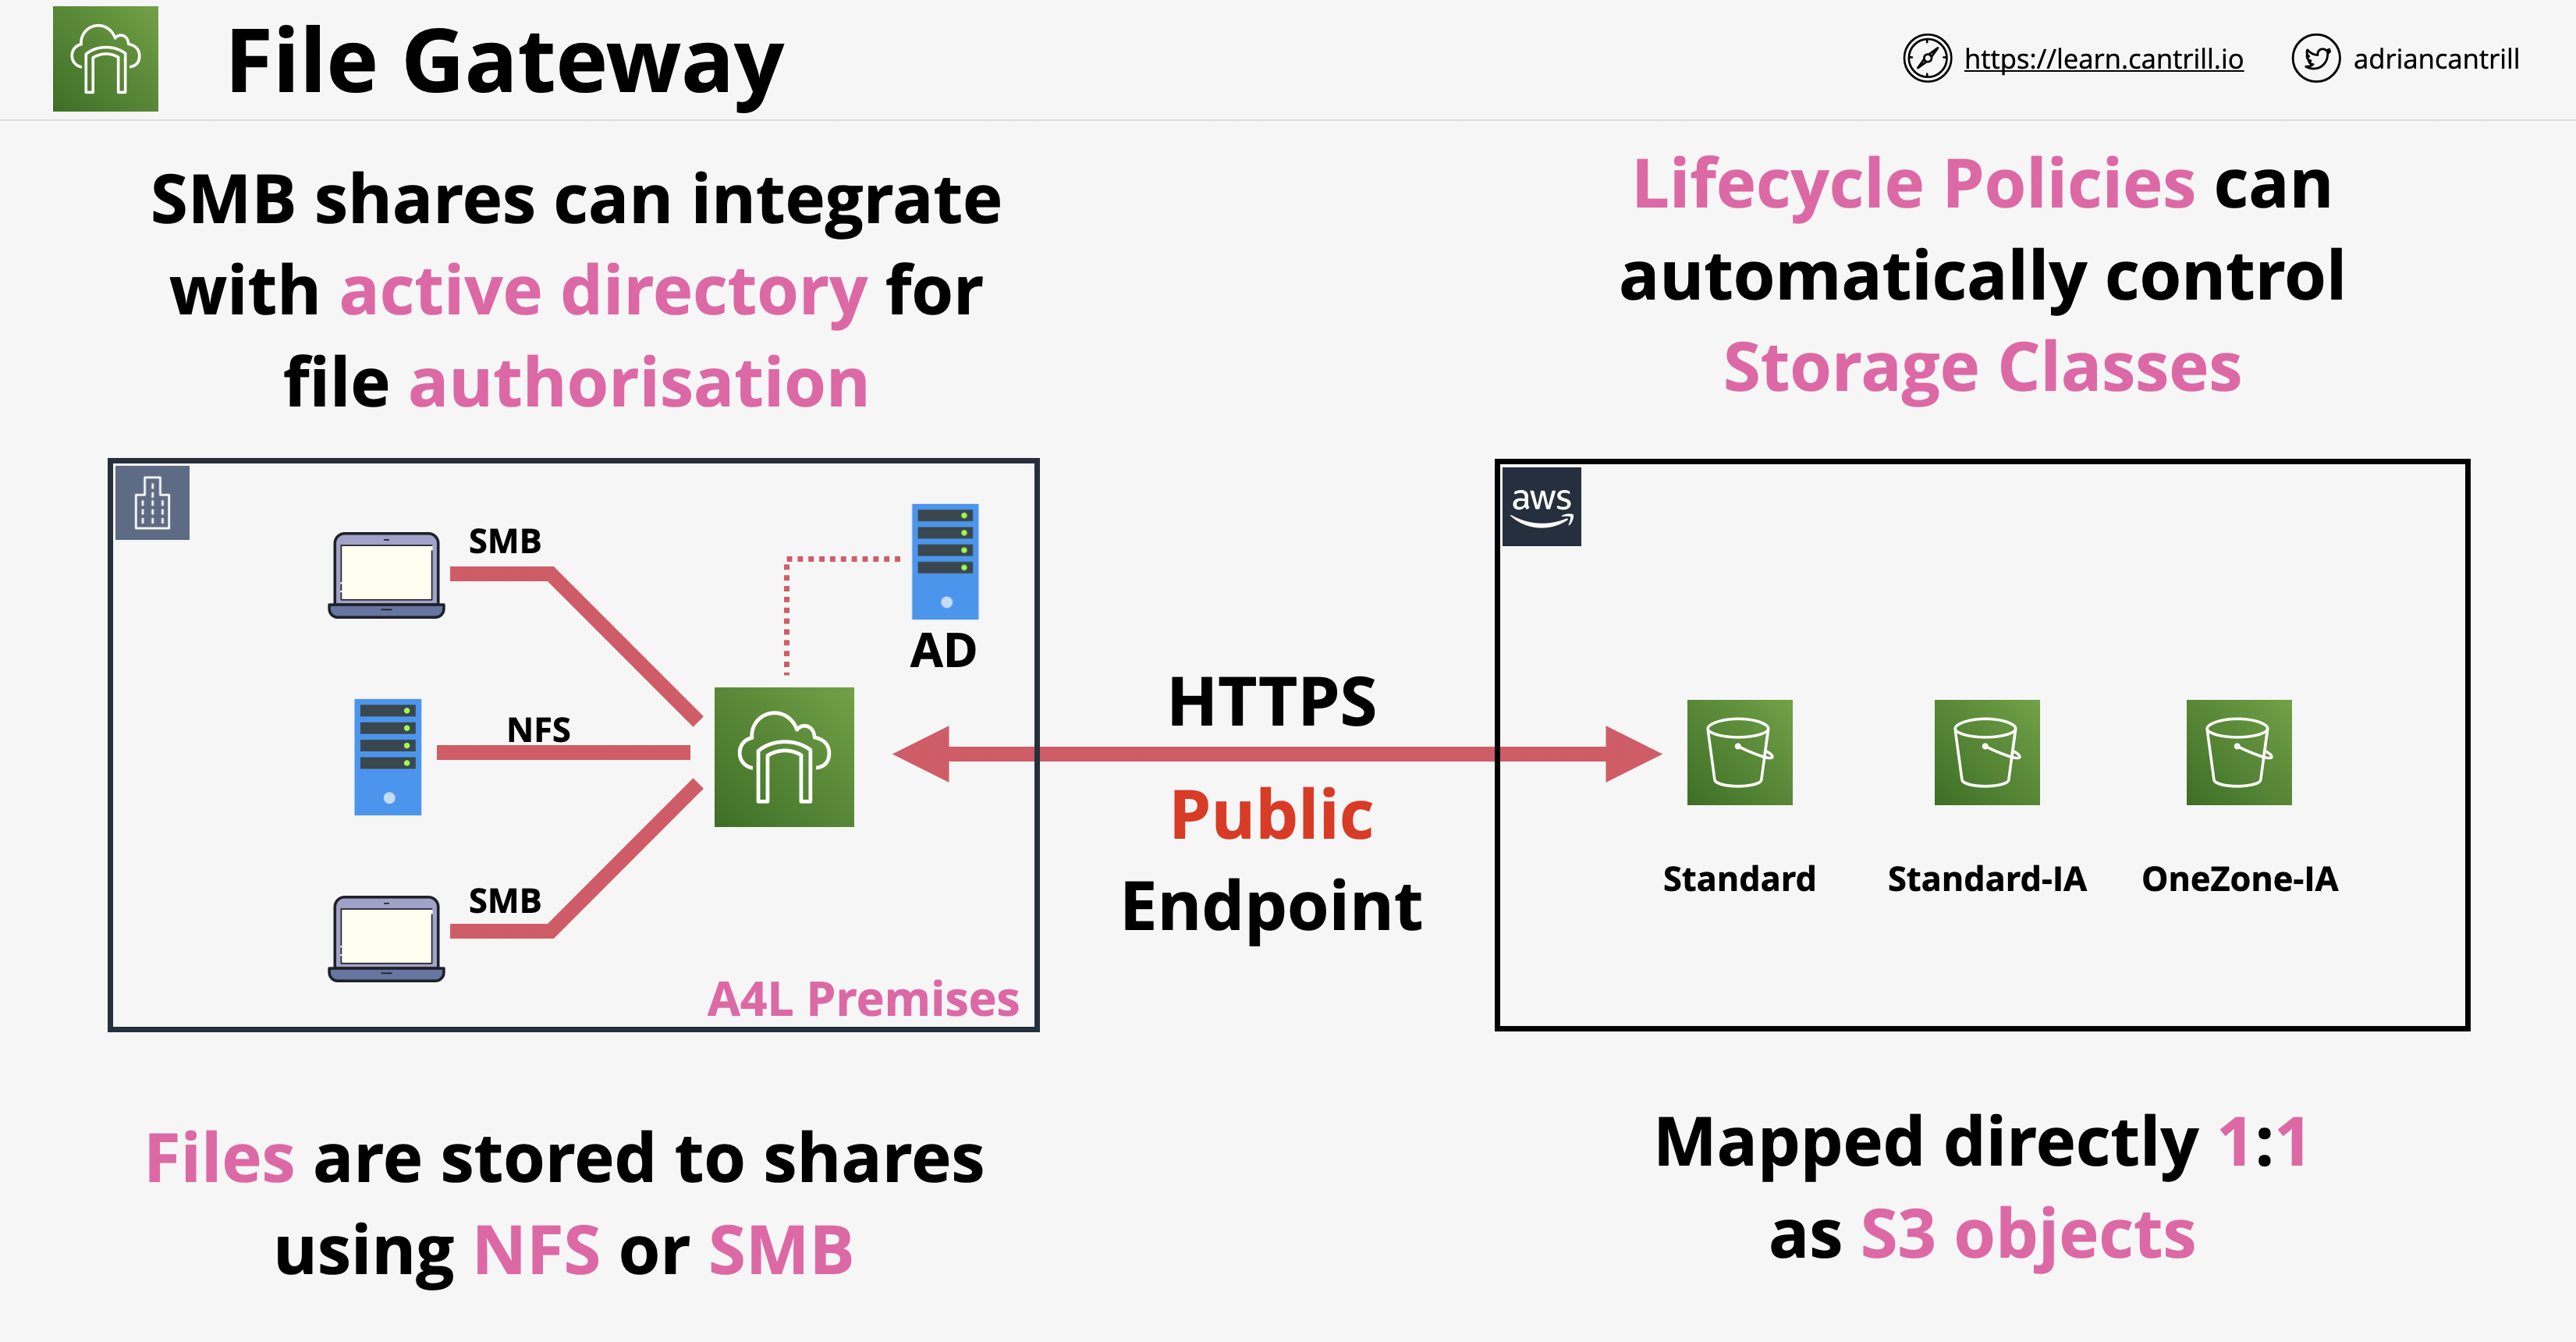 File Gateway
https://learn.cantrill.io
adriancantrill
SMB shares can integrate
with active directory for
file authorisation
Lifecycle Policies can
automatically control
Storage Classes
SMB
AD
NFS
SMB
A4L Premises
HTTPS
Public
Endpoint
aws
Standard
Standard-IA
OneZone-IA
Files are stored to shares
using NFS or SMB
Mapped directly 1:1
as S3 objects